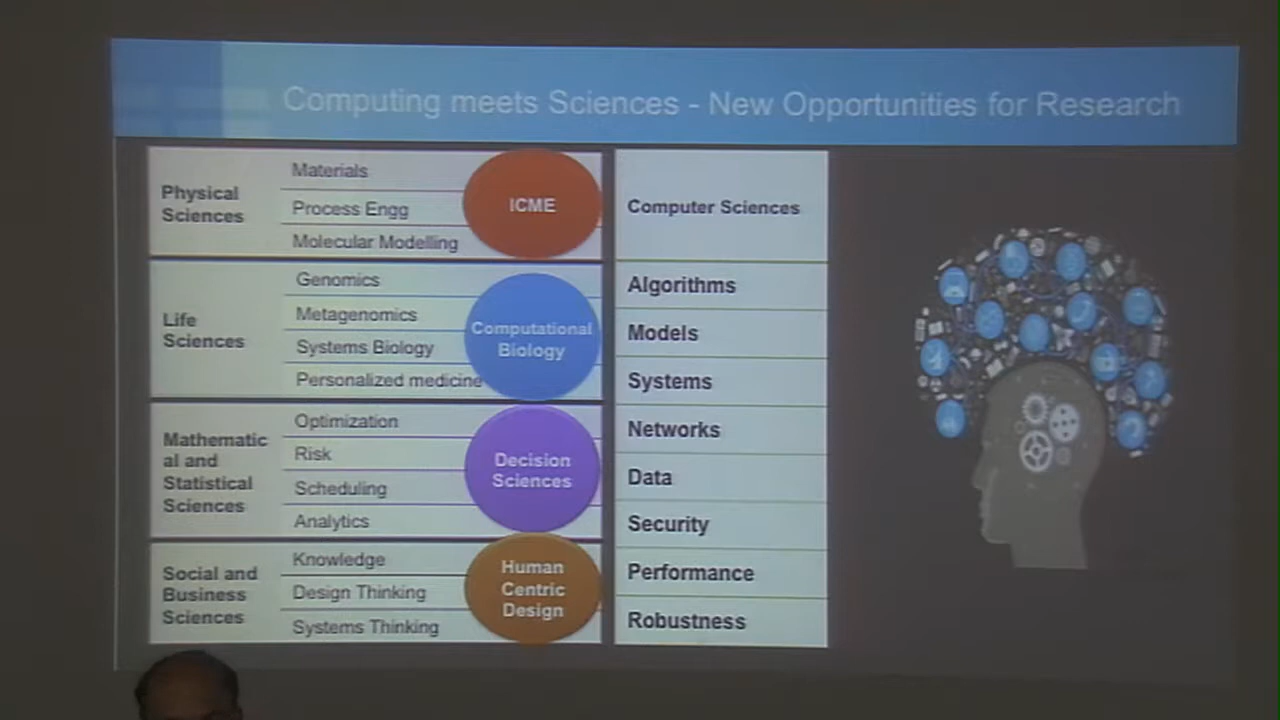 Computing meets Sciences - New Opportunities for Research
Physical
Sciences
Materials
Process Engg
Molecular Modelling
ICME
Life
Sciences
Genomics
Metagenomics
Systems Biology
Personalized medicine
Computational
Biology
Mathematic
al and
Statistical
Sciences
Optimization
Risk
Scheduling
Analytics
Decision
Sciences
Social and
Business
Sciences
Knowledge
Design Thinking
Systems Thinking
Human
Centric
Design
Computer Sciences
Algorithms
Models
Systems
Networks
Data
Security
Performance
Robustness